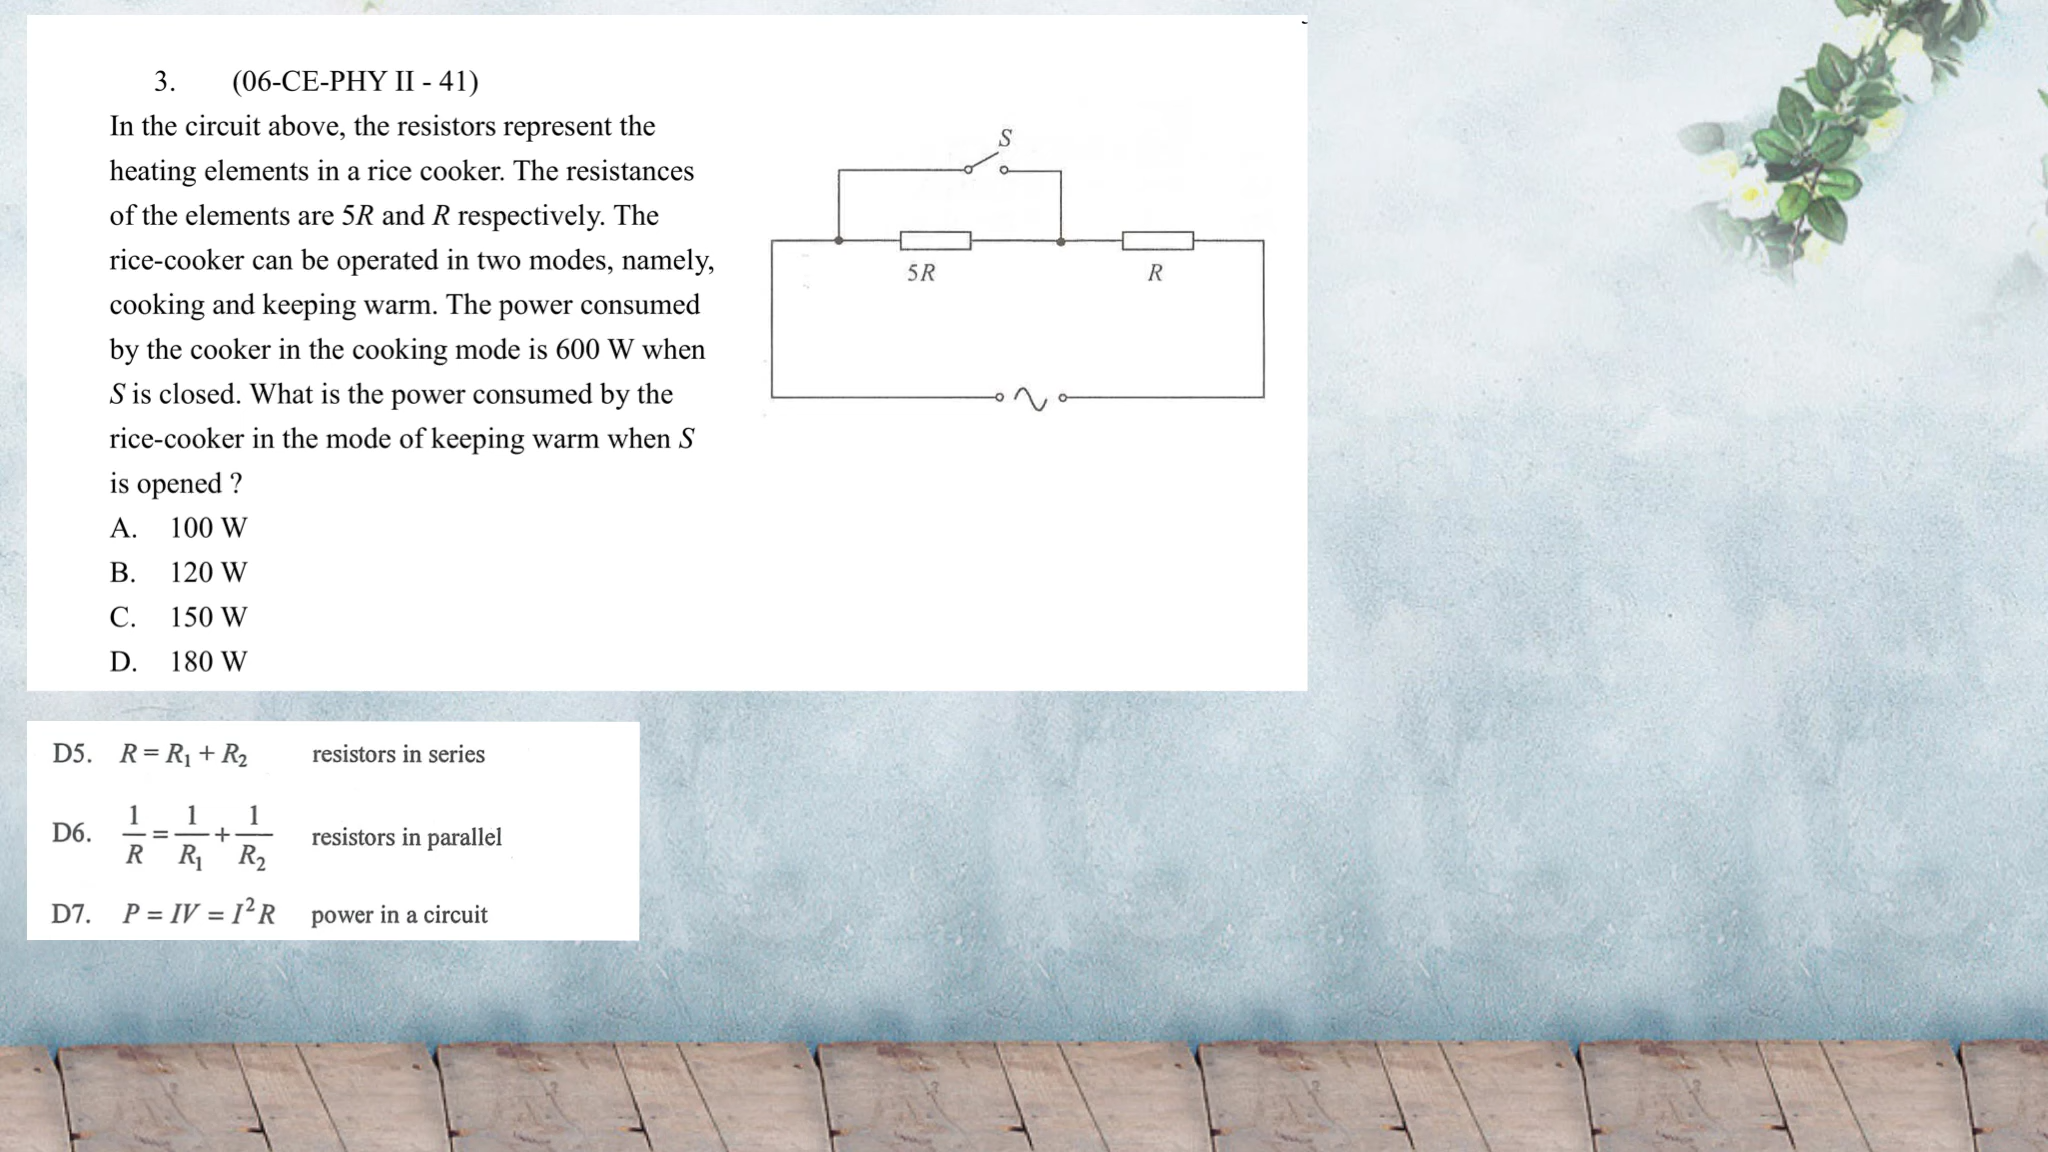 3. (06-CE-PHY II - 41)
In the circuit above, the resistors represent the
heating elements in a rice cooker. The resistances
of the elements are 5R and R respectively. The
rice-cooker can be operated in two modes, namely,
cooking and keeping warm. The power consumed
by the cooker in the cooking mode is 600 W when
S is closed. What is the power consumed by the
rice-cooker in the mode of keeping warm when S
is opened ?
A. 100 W
B. 120 W
C. 150 W
D. 180 W
S
5R
R
D5. R = R₁ + R₂ resistors in series
D6. 1/R = 1/R₁ + 1/R₂ resistors in parallel
D7. P = IV = I²R power in a circuit